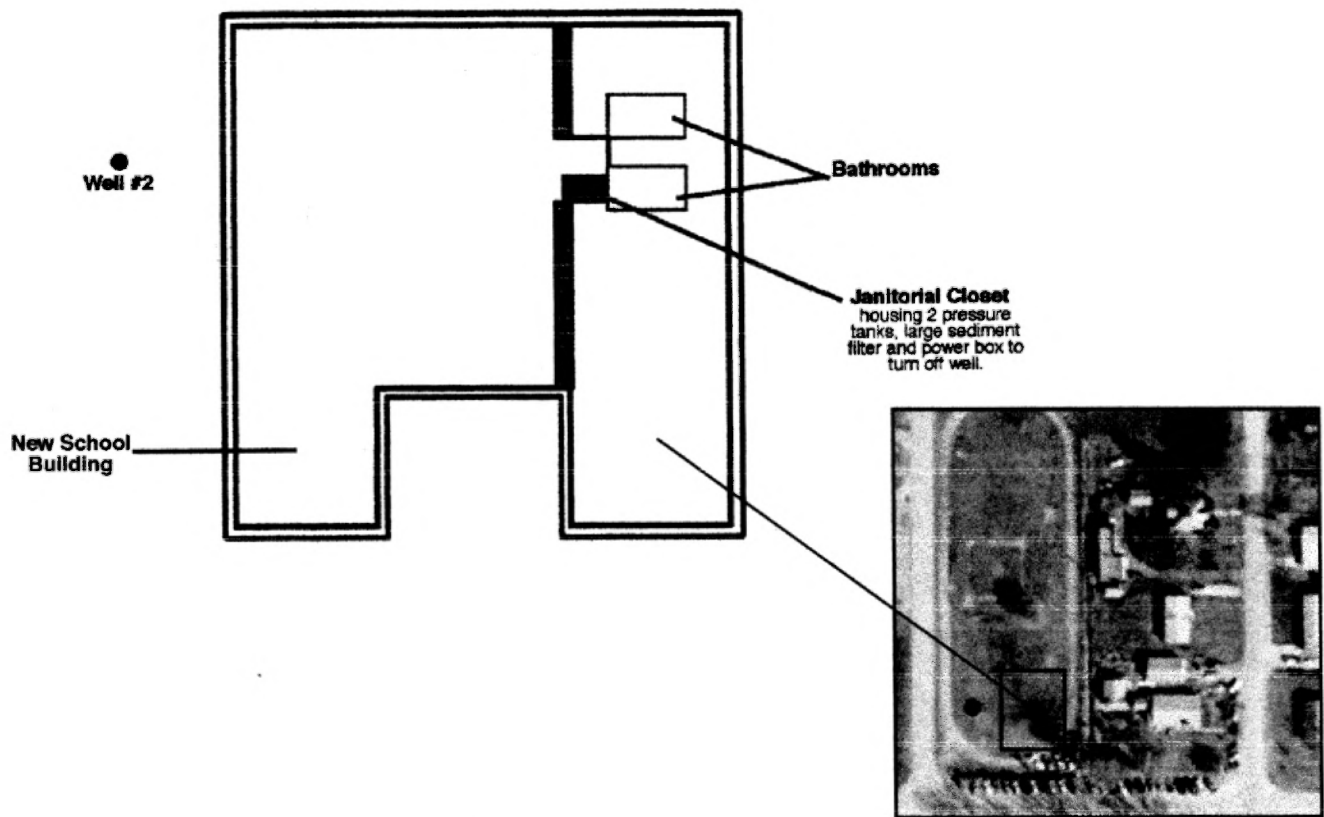 Well #2
Bathrooms
Janitorial Closet
housing 2 pressure
tanks, large sediment
filter and power box to
turn off well.
New School
Building